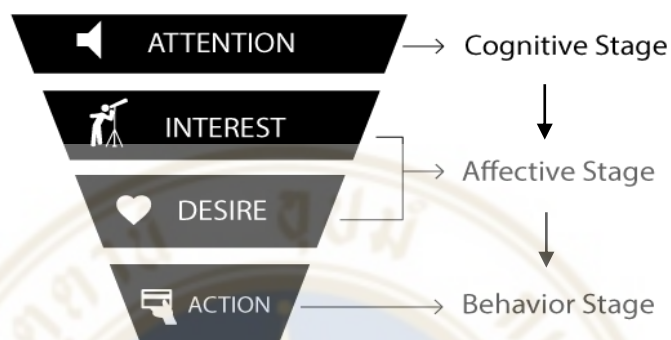 ATTENTION
Cognitive Stage
INTEREST
Affective Stage
DESIRE
ACTION
Behavior Stage